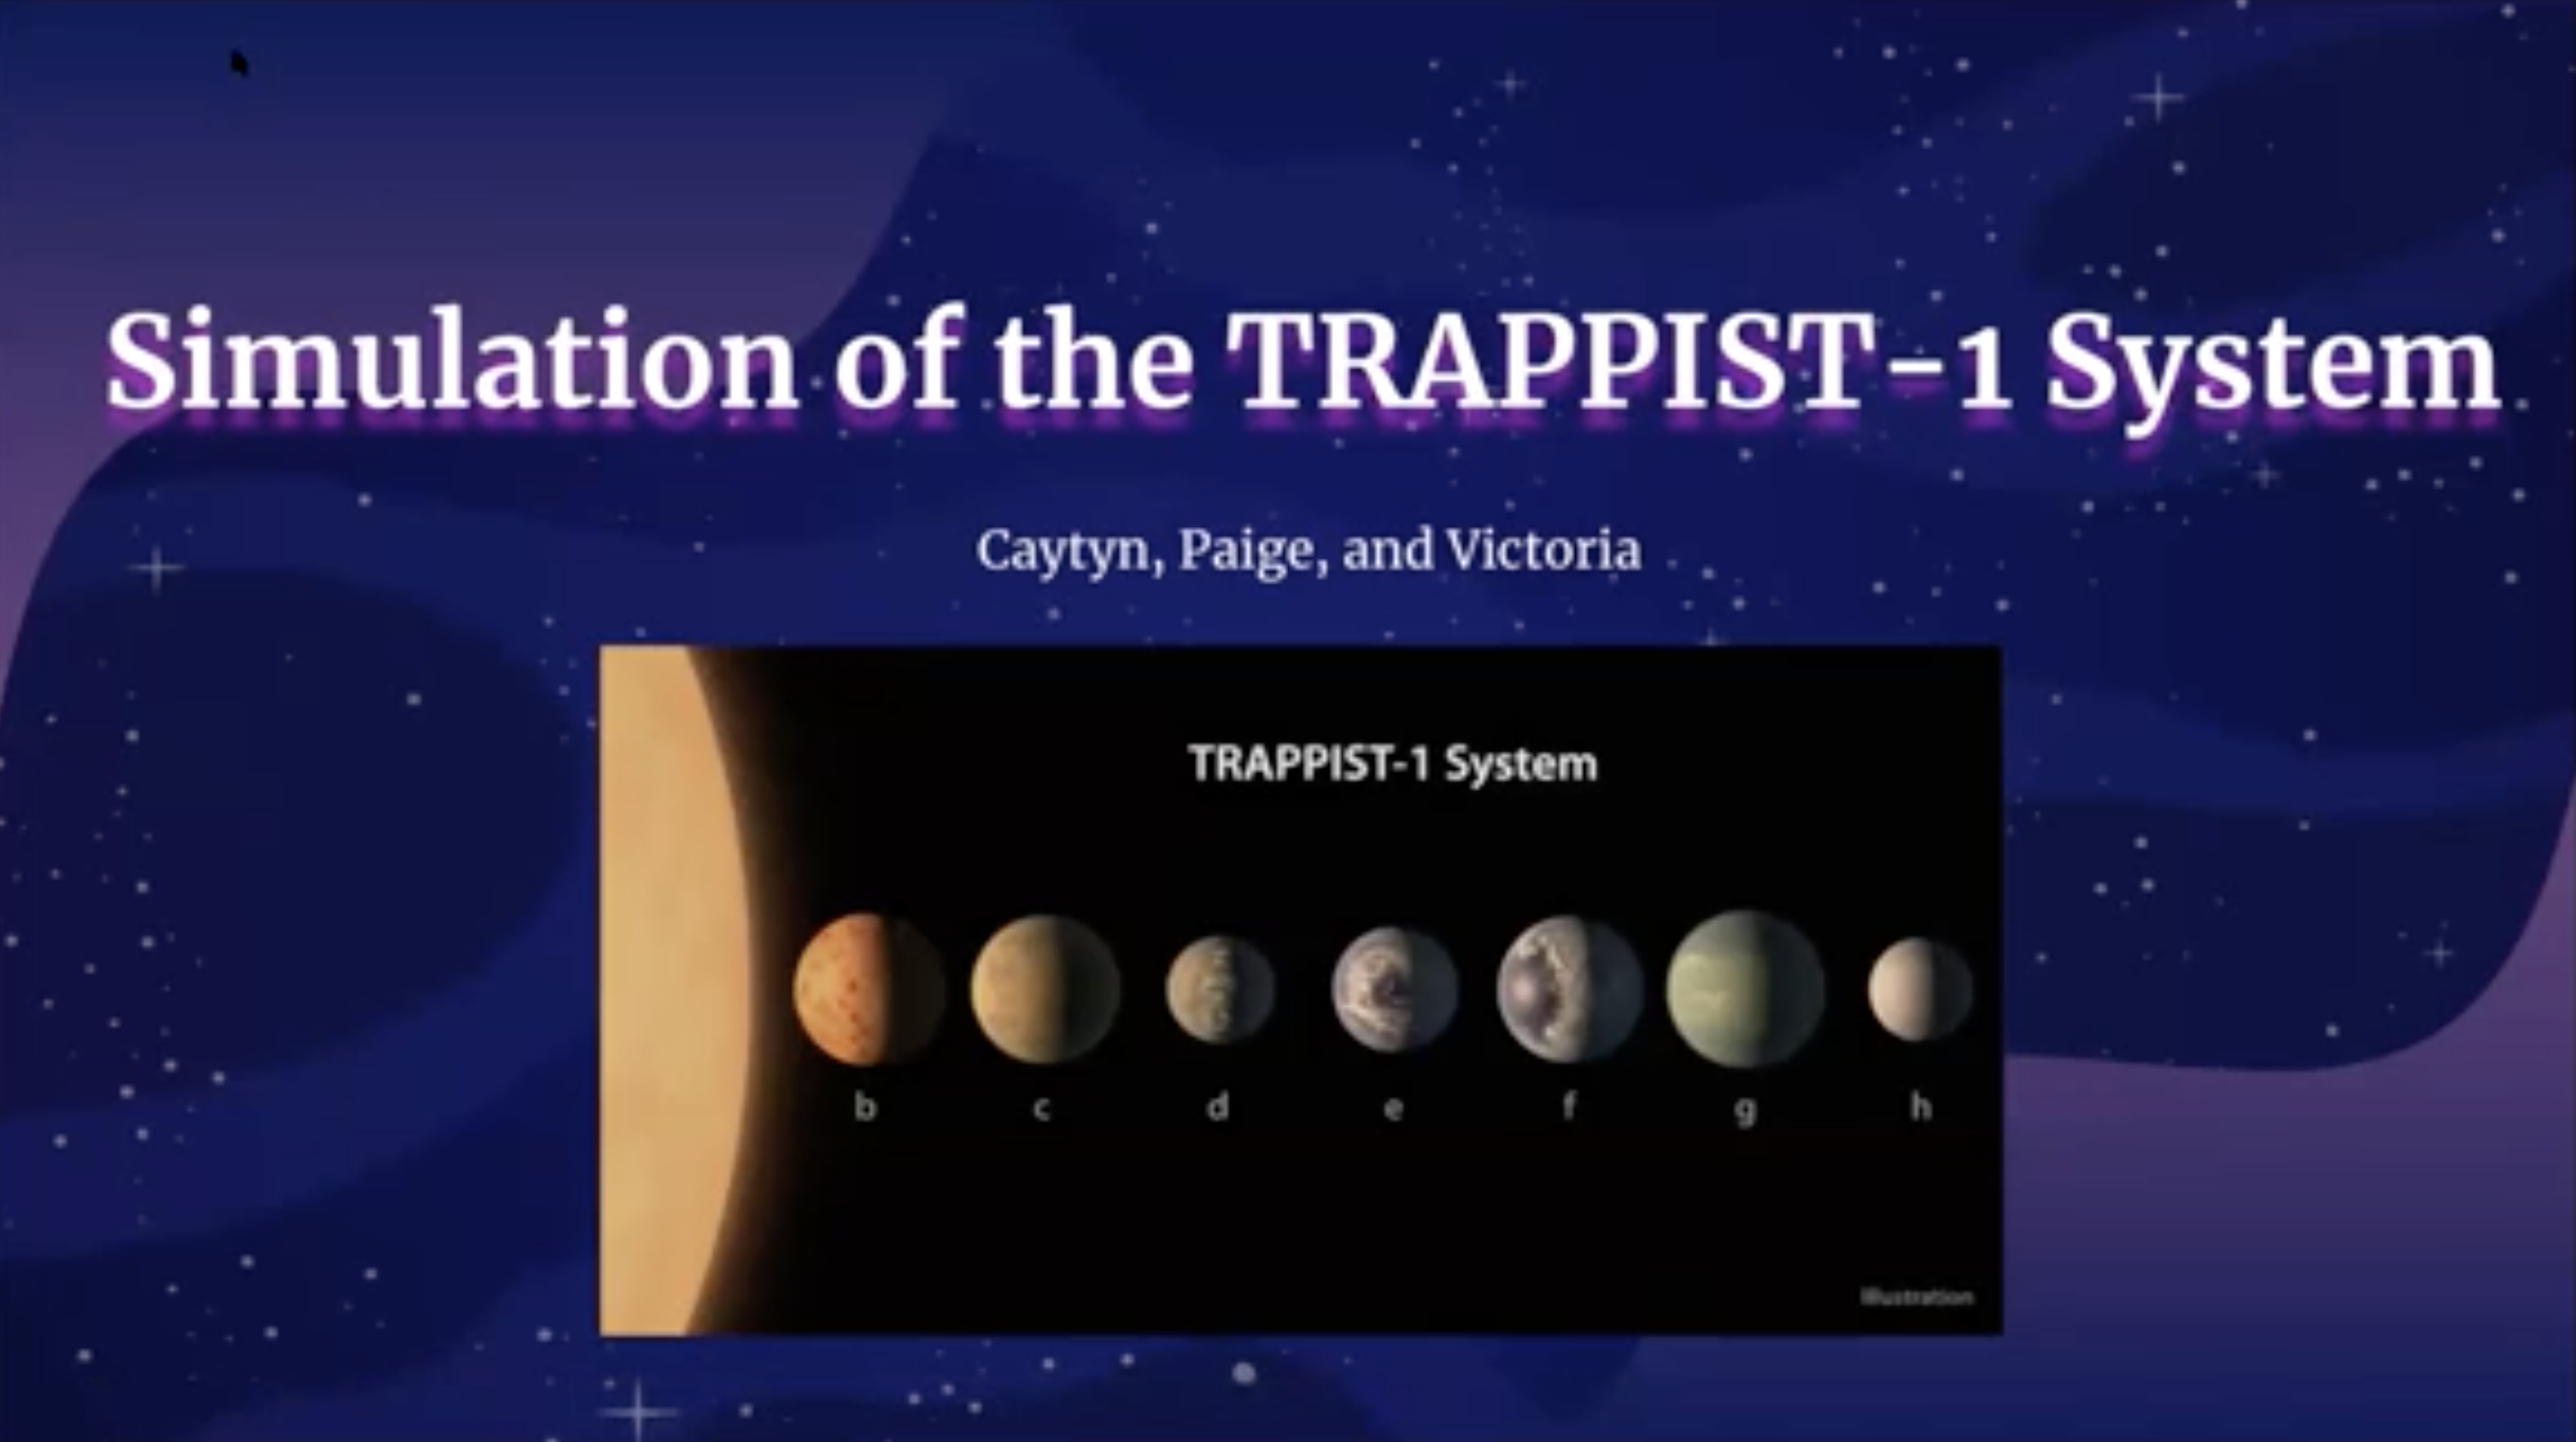 Simulation of the TRAPPIST-1 System
Caytyn, Paige, and Victoria
TRAPPIST-1 System
b c d e f g h
Illustration